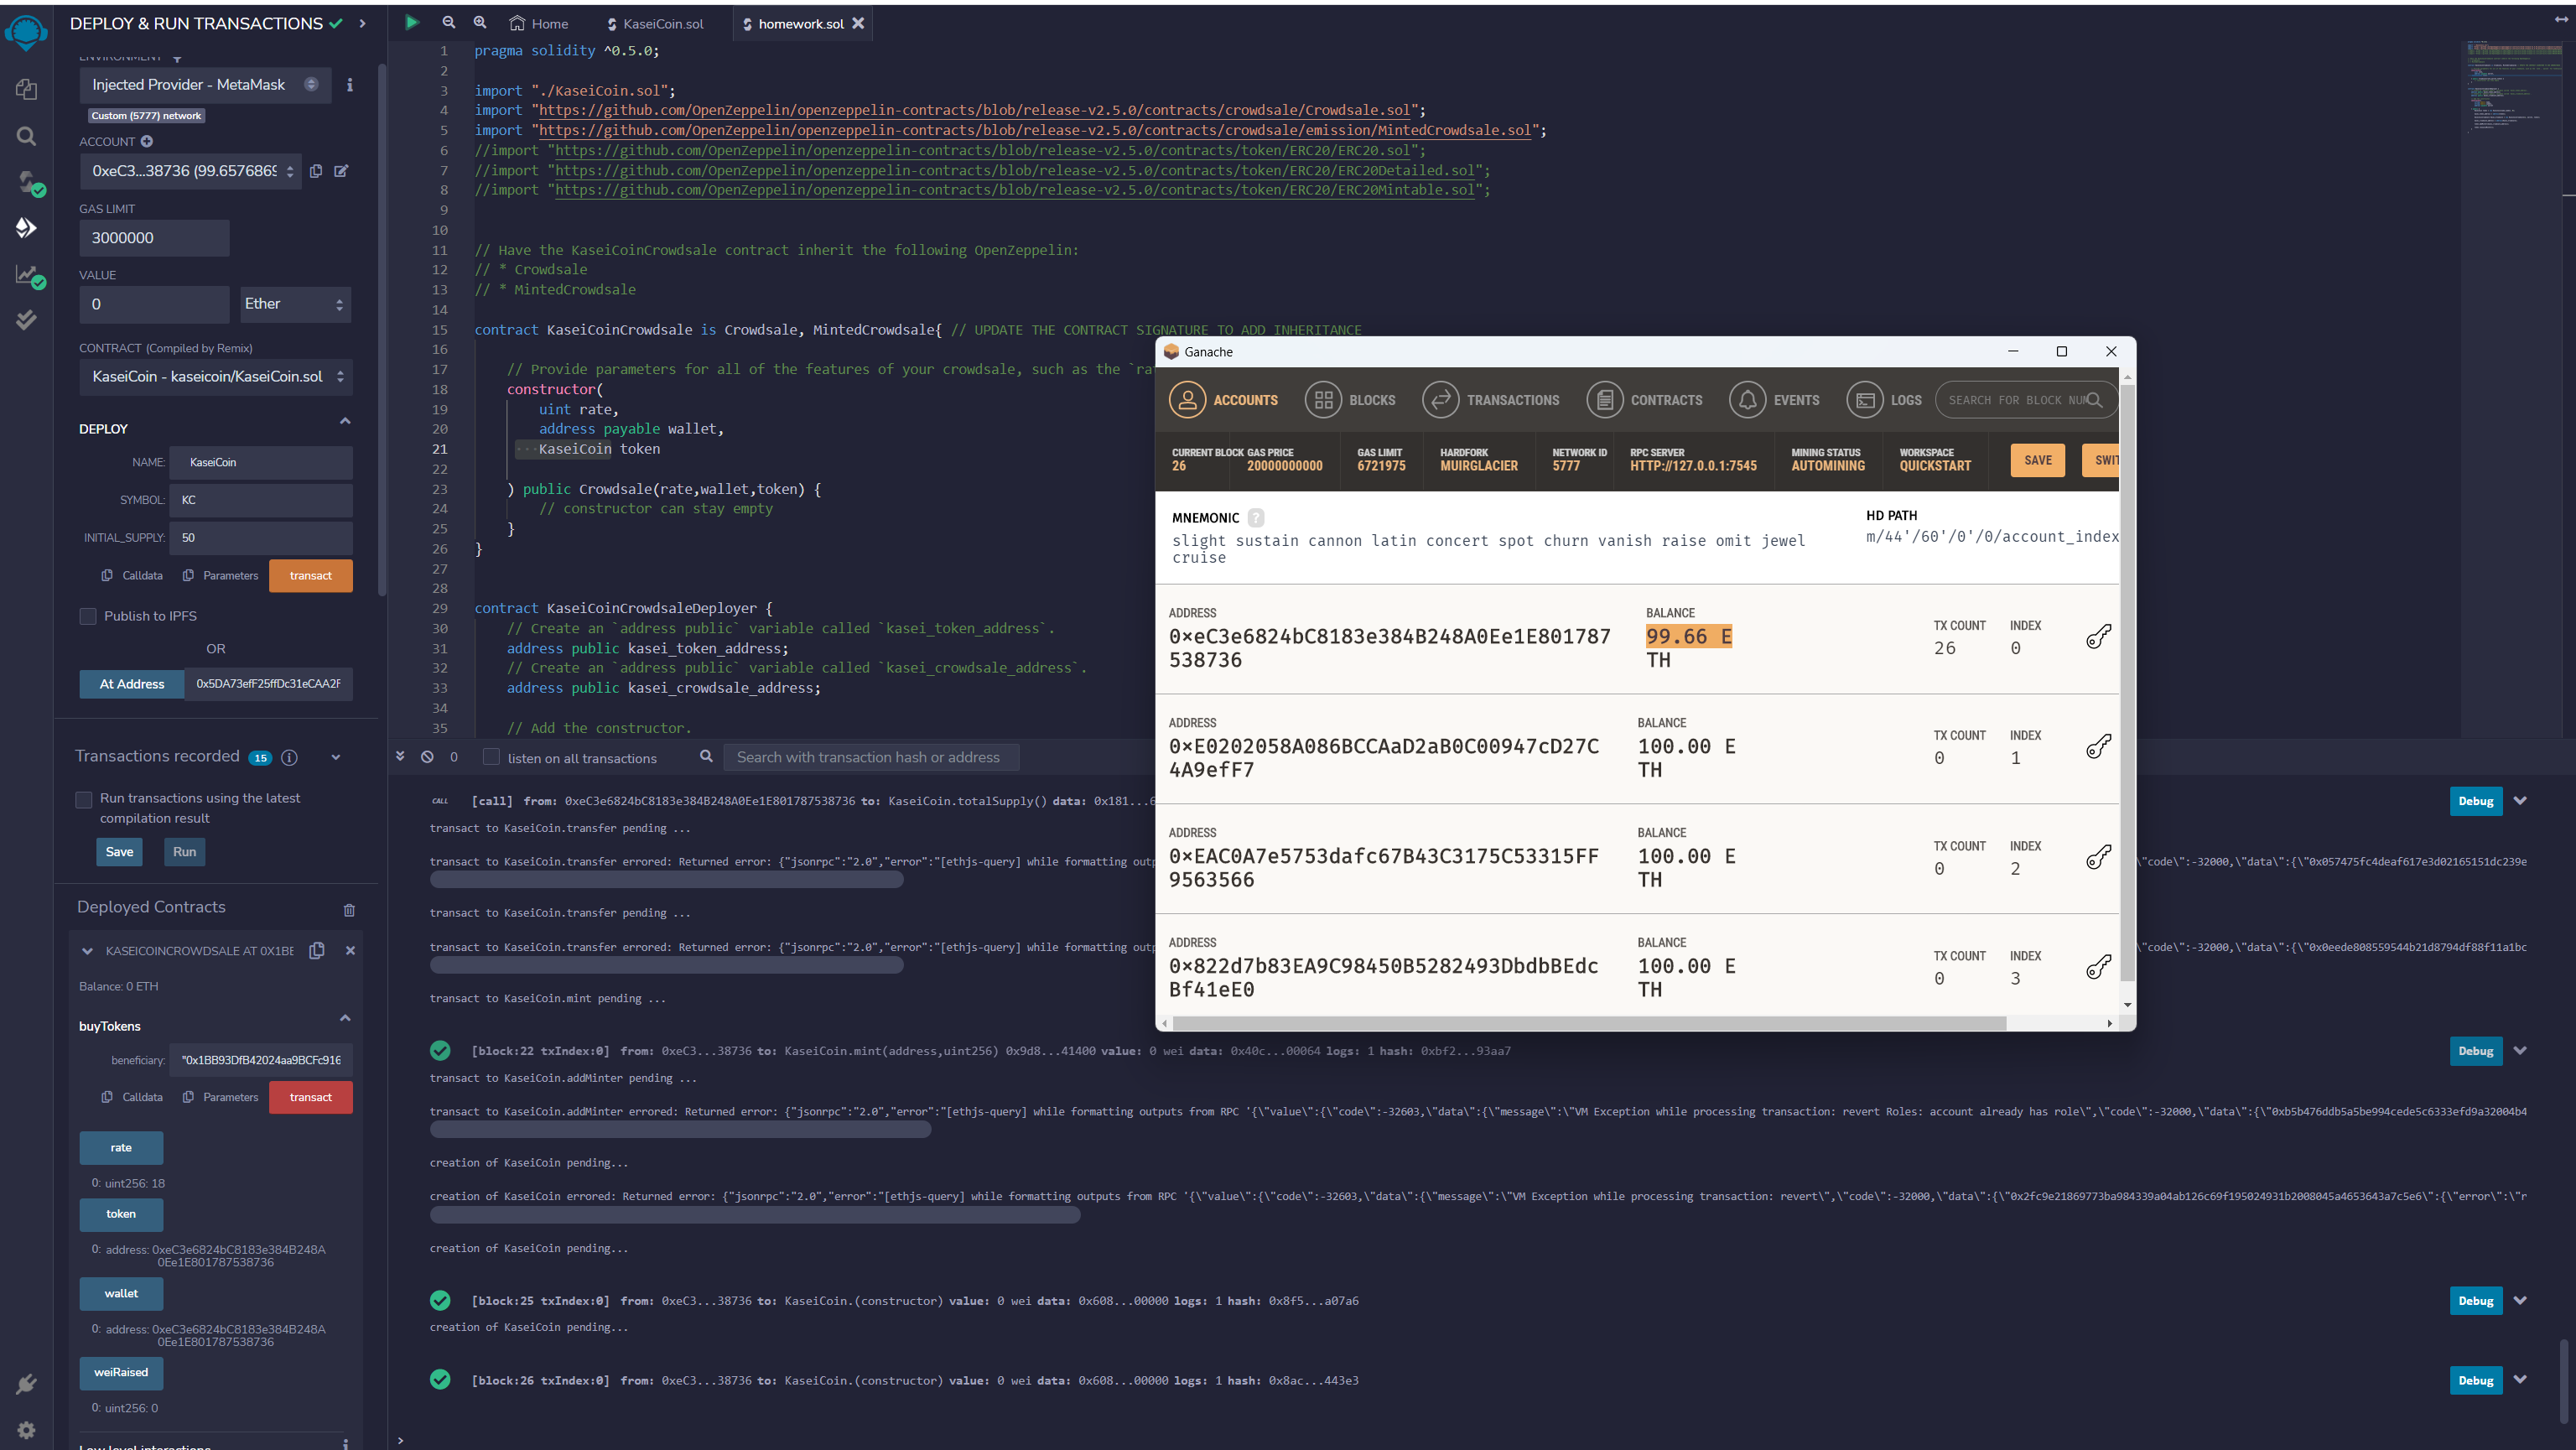 DEPLOY & RUN TRANSACTIONS
ENVIRONMENT
Injected Provider - MetaMask
Custom (5777) network
ACCOUNT
0xeC3...38736 (99.6576869
GAS LIMIT
3000000
VALUE
0
Ether
CONTRACT (Compiled by Remix)
KaseiCoin - kaseicoin/KaseiCoin.sol
DEPLOY
NAME: KaseiCoin
SYMBOL: KC
INITIAL_SUPPLY: 50
Calldata Parameters transact
Publish to IPFS
OR
At Address 0x5DA73efF25ffDc31eCAA2F
Transactions recorded 15 i
Run transactions using the latest
compilation result
Save Run
Deployed Contracts
KASEICOINCROWDSALE AT 0X1BE
Balance: 0 ETH
buyTokens
beneficiary: "0x1BB93DfB42024aa9BCFc916
Calldata Parameters transact
rate
0: uint256: 18
token
0: address: 0xeC3e6824bC8183e384B248A
0Ee1E801787538736
wallet
0: address: 0xeC3e6824bC8183e384B248A
0Ee1E801787538736
weiRaised
0: uint256: 0
Low level interactions
Home KaseiCoin.sol homework.sol
1 pragma solidity ^0.5.0;
2
3 import "./KaseiCoin.sol";
4 import "https://github.com/OpenZeppelin/openzeppelin-contracts/blob/release-v2.5.0/contracts/crowdsale/Crowdsale.sol";
5 import "https://github.com/OpenZeppelin/openzeppelin-contracts/blob/release-v2.5.0/contracts/crowdsale/emission/MintedCrowdsale.sol";
6 //import "https://github.com/OpenZeppelin/openzeppelin-contracts/blob/release-v2.5.0/contracts/token/ERC20/ERC20.sol";
7 //import "https://github.com/OpenZeppelin/openzeppelin-contracts/blob/release-v2.5.0/contracts/token/ERC20/ERC20Detailed.sol";
8 //import "https://github.com/OpenZeppelin/openzeppelin-contracts/blob/release-v2.5.0/contracts/token/ERC20/ERC20Mintable.sol";
9
10
11 // Have the KaseiCoinCrowdsale contract inherit the following OpenZeppelin:
12 // * Crowdsale
13 // * MintedCrowdsale
14
15 contract KaseiCoinCrowdsale is Crowdsale, MintedCrowdsale{ // UPDATE THE CONTRACT SIGNATURE TO ADD INHERITANCE
16
17 // Provide parameters for all of the features of your crowdsale, such as the `ra
18 constructor(
19 uint rate,
20 address payable wallet,
21 KaseiCoin token
22
23 ) public Crowdsale(rate,wallet,token) {
24 // constructor can stay empty
25 }
26 }
27
28
29 contract KaseiCoinCrowdsaleDeployer {
30 // Create an `address public` variable called `kasei_token_address`.
31 address public kasei_token_address;
32 // Create an `address public` variable called `kasei_crowdsale_address`.
33 address public kasei_crowdsale_address;
34
35 // Add the constructor.
0 listen on all transactions Search with transaction hash or address
CALL [call] from: 0xeC3e6824bC8183e384B248A0Ee1E801787538736 to: KaseiCoin.totalSupply() data: 0x181...6
Debug
transact to KaseiCoin.transfer pending ...
transact to KaseiCoin.transfer errored: Returned error: {"jsonrpc":"2.0","error":"[ethjs-query] while formatting outp
\"code\":-32000,\"data\":{\"0x057475fc4deaf617e3d02165151dc239e
transact to KaseiCoin.transfer pending ...
transact to KaseiCoin.transfer errored: Returned error: {"jsonrpc":"2.0","error":"[ethjs-query] while formatting outp
\"code\":-32000,\"data\":{\"0x0eede808559544b21d8794df88f11a1bc
transact to KaseiCoin.mint pending ...
[block:22 txIndex:0] from: 0xeC3...38736 to: KaseiCoin.mint(address,uint256) 0x9d8...41400 value: 0 wei data: 0x40c...00064 logs: 1 hash: 0xbf2...93aa7
Debug
transact to KaseiCoin.addMinter pending ...
transact to KaseiCoin.addMinter errored: Returned error: {"jsonrpc":"2.0","error":"[ethjs-query] while formatting outputs from RPC '{\"value\":{\"code\":-32603,\"data\":{\"message\":\"VM Exception while processing transaction: revert Roles: account already has role\",\"code\":-32000,\"data\":{\"0xb5b476ddb5a5be994cede5c6333efd9a32004b4
creation of KaseiCoin pending...
creation of KaseiCoin errored: Returned error: {"jsonrpc":"2.0","error":"[ethjs-query] while formatting outputs from RPC '{\"value\":{\"code\":-32603,\"data\":{\"message\":\"VM Exception while processing transaction: revert\",\"code\":-32000,\"data\":{\"0x2fc9e21869773ba984339a04ab126c69f195024931b2008045a4653643a7c5e6\":{\"error\":\"r
creation of KaseiCoin pending...
[block:25 txIndex:0] from: 0xeC3...38736 to: KaseiCoin.(constructor) value: 0 wei data: 0x608...00000 logs: 1 hash: 0x8f5...a07a6
Debug
creation of KaseiCoin pending...
[block:26 txIndex:0] from: 0xeC3...38736 to: KaseiCoin.(constructor) value: 0 wei data: 0x608...00000 logs: 1 hash: 0x8ac...443e3
Debug
>
Ganache
ACCOUNTS BLOCKS TRANSACTIONS CONTRACTS EVENTS LOGS SEARCH FOR BLOCK NUM
CURRENT BLOCK GAS PRICE GAS LIMIT HARDFORK NETWORK ID RPC SERVER MINING STATUS WORKSPACE
26 20000000000 6721975 MUIRGLACIER 5777 HTTP://127.0.0.1:7545 AUTOMINING QUICKSTART
SAVE SWIT
MNEMONIC ?
slight sustain cannon latin concert spot churn vanish raise omit jewel
cruise
HD PATH
m/44'/60'/0'/0/account_index
ADDRESS BALANCE TX COUNT INDEX
0×eC3e6824bC8183e384B248A0Ee1E801787 99.66 E 26 0
538736 TH
ADDRESS BALANCE TX COUNT INDEX
0×E0202058A086BCCAaD2aB0C00947cD27C 100.00 E 0 1
4A9efF7 TH
ADDRESS BALANCE TX COUNT INDEX
0×EAC0A7e5753dafc67B43C3175C53315FF 100.00 E 0 2
9563566 TH
ADDRESS BALANCE TX COUNT INDEX
0×822d7b83EA9C98450B5282493DbdbBEdc 100.00 E 0 3
Bf41eE0 TH